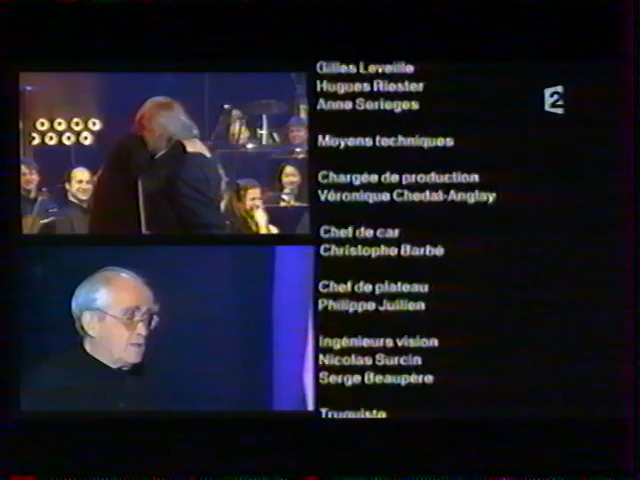 Gilles Leveille
Hugues Riester
Anne Serieges
2
Moyens techniques
Chargée de production
Véronique Chedal-Anglay
Chef de car
Christophe Barbé
Chef de plateau
Philippe Jullien
Ingénieurs vision
Nicolas Surcin
Serge Beaupère
Truquiste